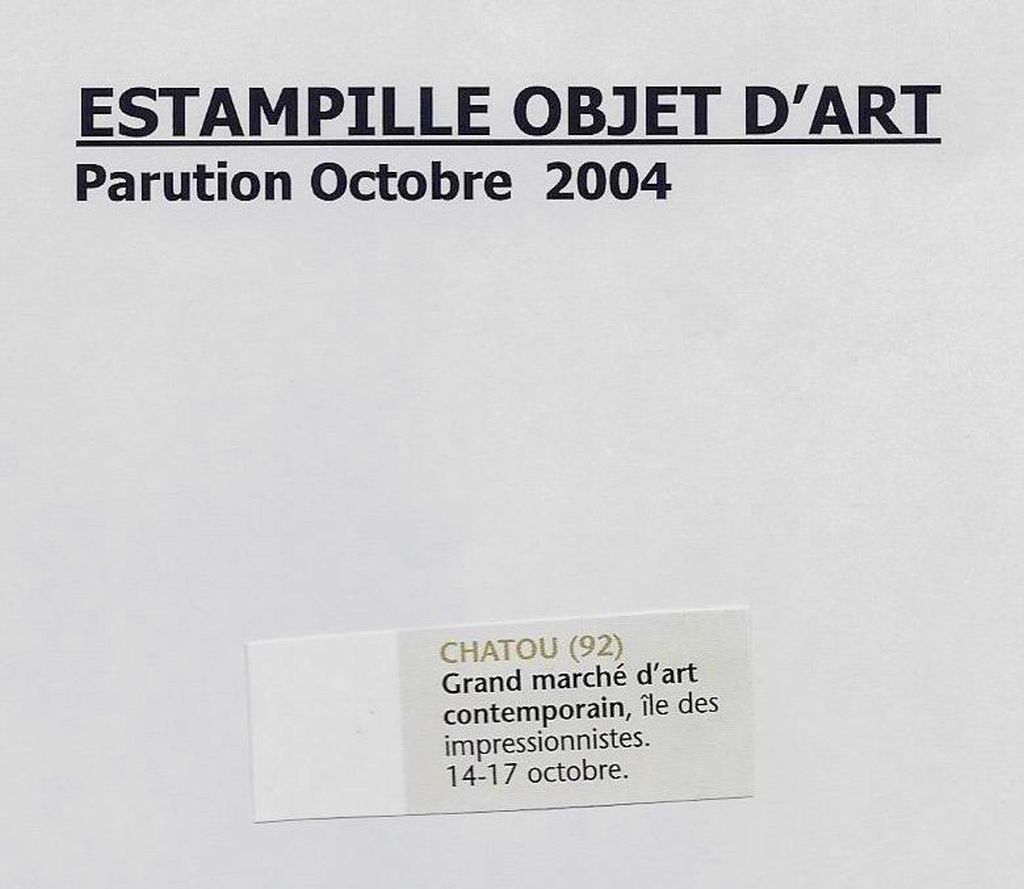 ESTAMPILLE OBJET D'ART
Parution Octobre 2004
CHATOU (92)
Grand marché d'art
contemporain, île des
impressionnistes.
14-17 octobre.